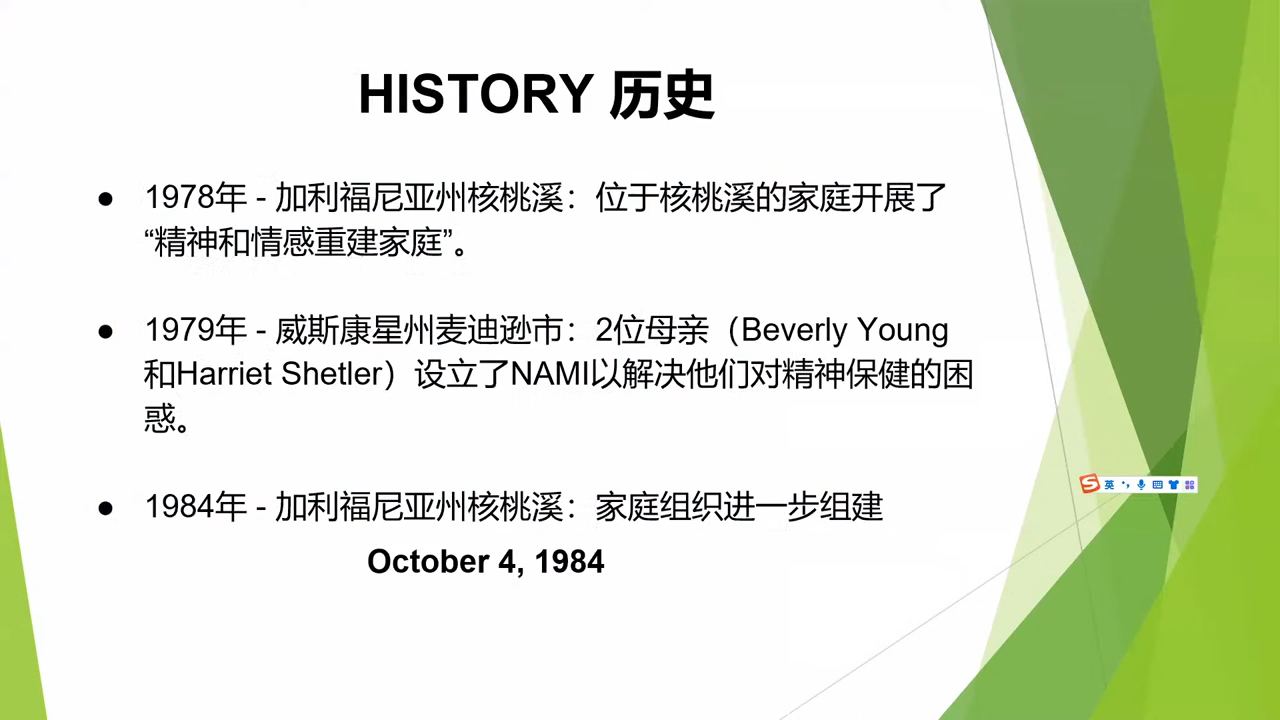 HISTORY 历史
● 1978年 - 加利福尼亚州核桃溪：位于核桃溪的家庭开展了
“精神和情感重建家庭”。
● 1979年 - 威斯康星州麦迪逊市：2位母亲（Beverly Young
和Harriet Shetler）设立了NAMI以解决他们对精神保健的困
惑。
● 1984年 - 加利福尼亚州核桃溪：家庭组织进一步组建
October 4, 1984
英